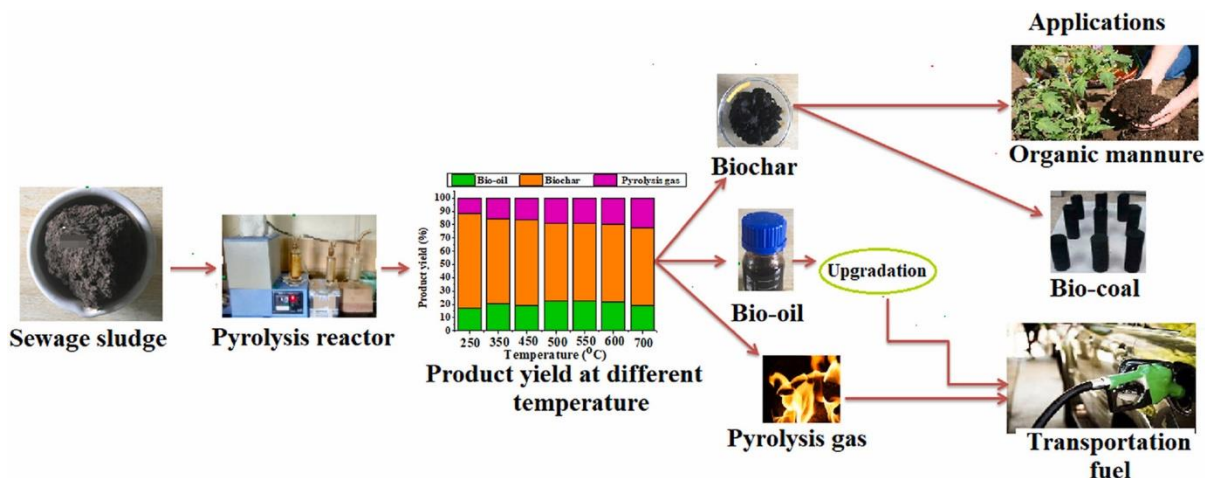 Applications
Organic mannure
Biochar
Bio-oil Biochar Pyrolysis gas
100
90
80
70
60
50
40
30
20
10
0
Product yield (%)
250 350 450 500 550 600 700
Temperature (°C)
Product yield at different
temperature
Sewage sludge
Pyrolysis reactor
Bio-oil
Upgradation
Bio-coal
Pyrolysis gas
Transportation
fuel